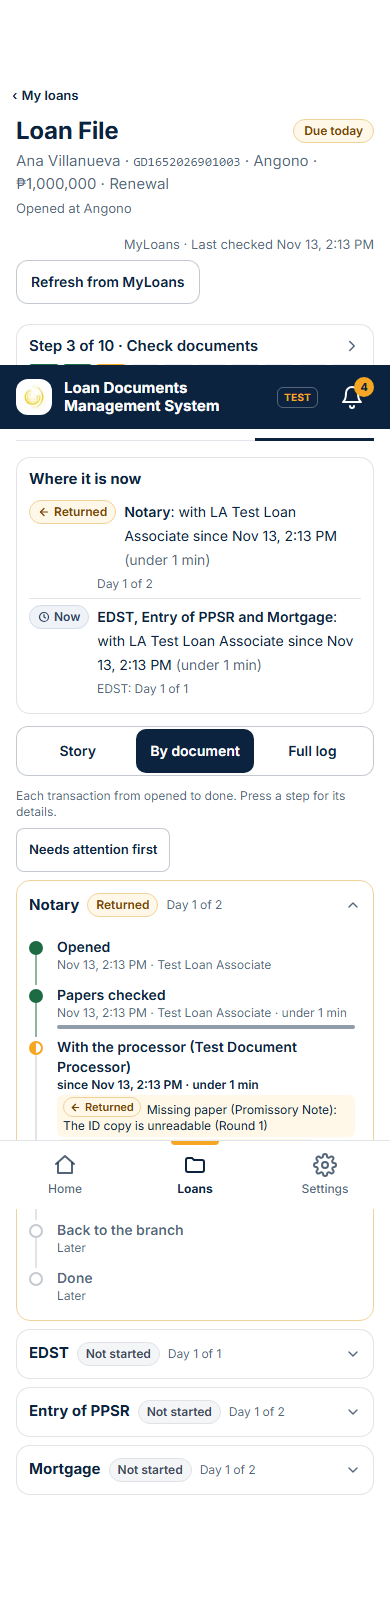 ‹ My loans
Loan File
Due today
Ana Villanueva · GD1652026901003 · Angono ·
₱1,000,000 · Renewal
Opened at Angono
MyLoans · Last checked Nov 13, 2:13 PM
Refresh from MyLoans
Step 3 of 10 · Check documents
Loan Documents
Management System
TEST
4
Where it is now
← Returned
Notary: with LA Test Loan
Associate since Nov 13, 2:13 PM
(under 1 min)
Day 1 of 2
Now
EDST, Entry of PPSR and Mortgage:
with LA Test Loan Associate since Nov
13, 2:13 PM (under 1 min)
EDST: Day 1 of 1
Story
By document
Full log
Each transaction from opened to done. Press a step for its
details.
Needs attention first
Notary
Returned
Day 1 of 2
Opened
Nov 13, 2:13 PM · Test Loan Associate
Papers checked
Nov 13, 2:13 PM · Test Loan Associate · under 1 min
With the processor (Test Document
Processor)
since Nov 13, 2:13 PM · under 1 min
← Returned Missing paper (Promissory Note):
The ID copy is unreadable (Round 1)
Home
Loans
Settings
Back to the branch
Later
Done
Later
EDST
Not started
Day 1 of 1
Entry of PPSR
Not started
Day 1 of 2
Mortgage
Not started
Day 1 of 2